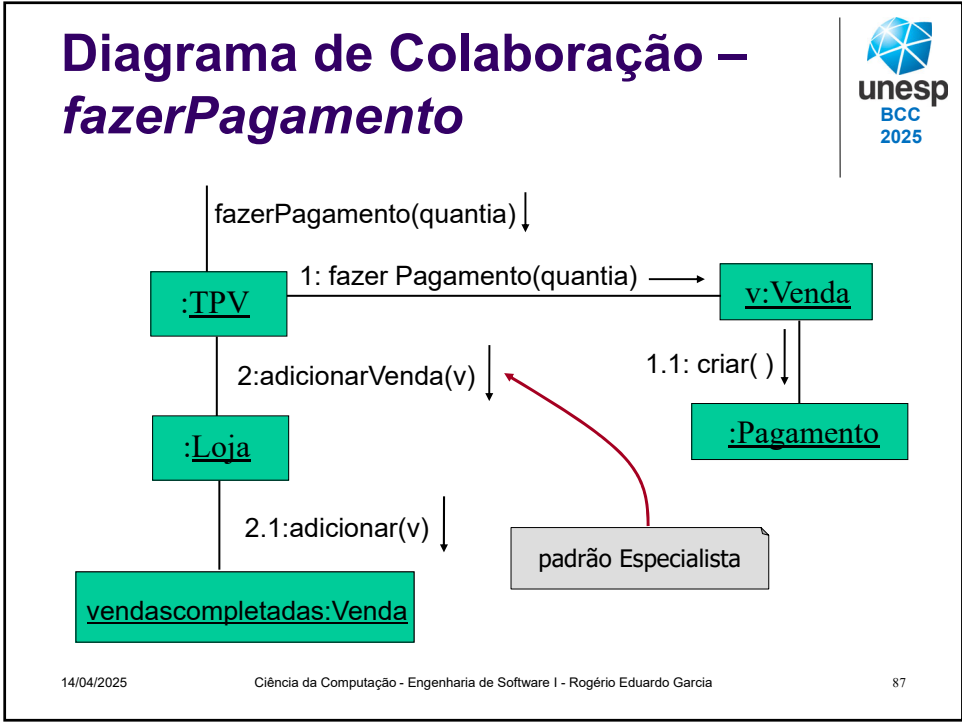 Diagrama de Colaboração –
fazerPagamento
unesp
BCC
2025
fazerPagamento(quantia)
1: fazer Pagamento(quantia)
:TPV
v:Venda
2:adicionarVenda(v)
1.1: criar( )
:Loja
:Pagamento
2.1:adicionar(v)
padrão Especialista
vendascompletadas:Venda
14/04/2025
Ciência da Computação - Engenharia de Software I - Rogério Eduardo Garcia
87